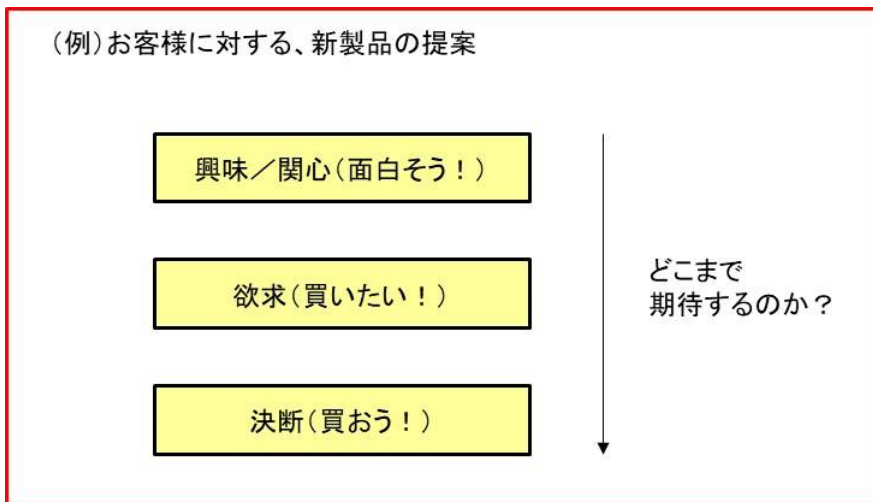 （例）お客様に対する、新製品の提案
興味／関心（面白そう！）
欲求（買いたい！）
どこまで
期待するのか？
決断（買おう！）